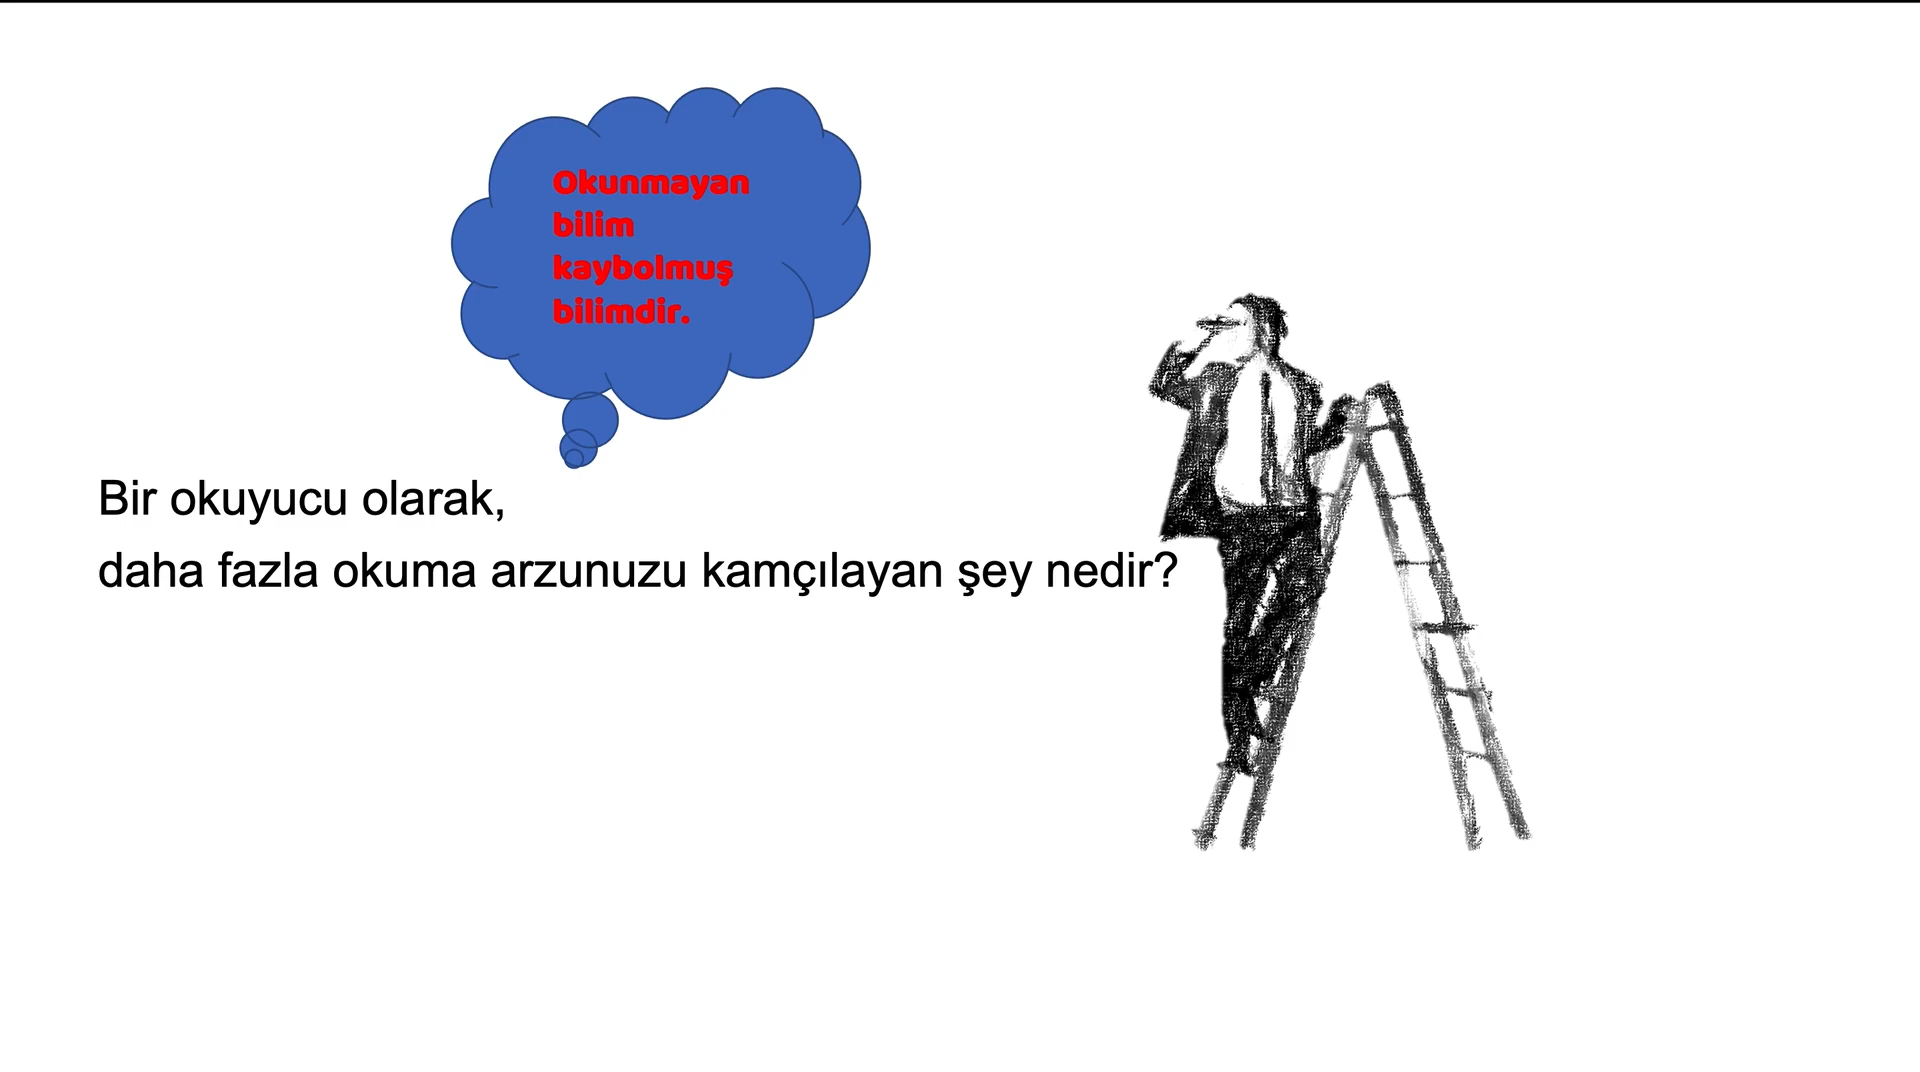 Okunmayan
bilim
kaybolmuş
bilimdir.
Bir okuyucu olarak,
daha fazla okuma arzunuzu kamçılayan şey nedir?